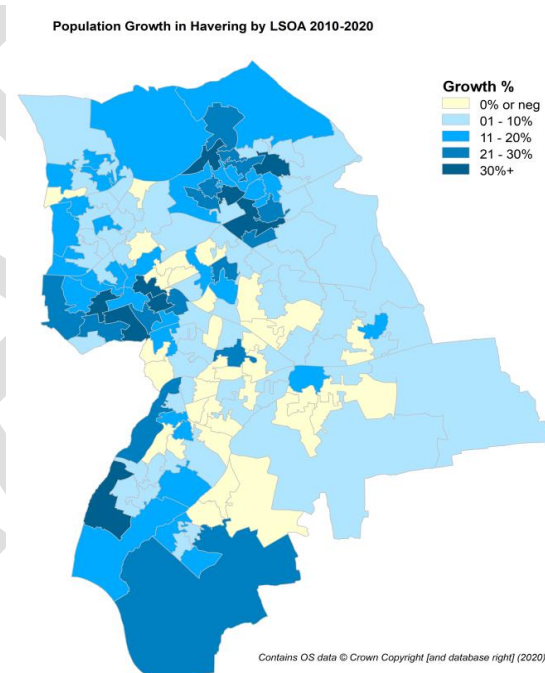 Population Growth in Havering by LSOA 2010-2020
Growth %
0% or neg
01 - 10%
11 - 20%
21 - 30%
30%+
Contains OS data © Crown Copyright [and database right] (2020)